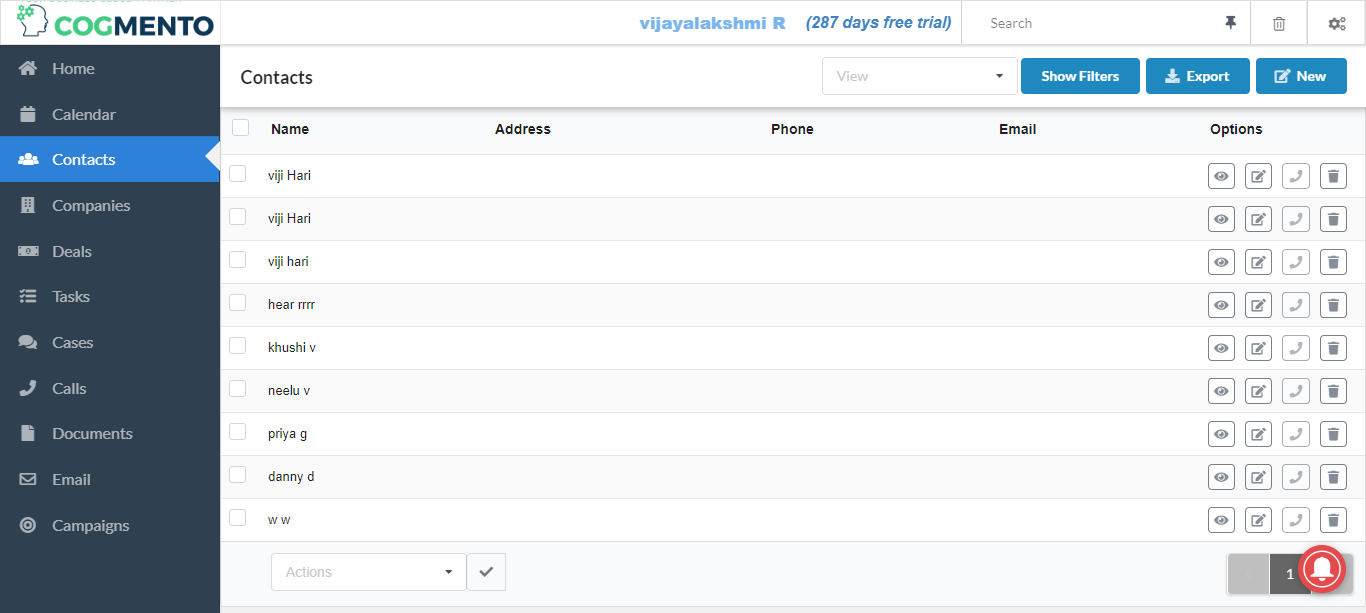 COGMENTO
vijayalakshmi R (287 days free trial) Search
Home
Calendar
Contacts
Companies
Deals
Tasks
Cases
Calls
Documents
Email
Campaigns
Contacts View Show Filters Export New
Name Address Phone Email Options
viji Hari
viji Hari
viji hari
hear rrrr
khushi v
neelu v
priya g
danny d
w w
Actions 1